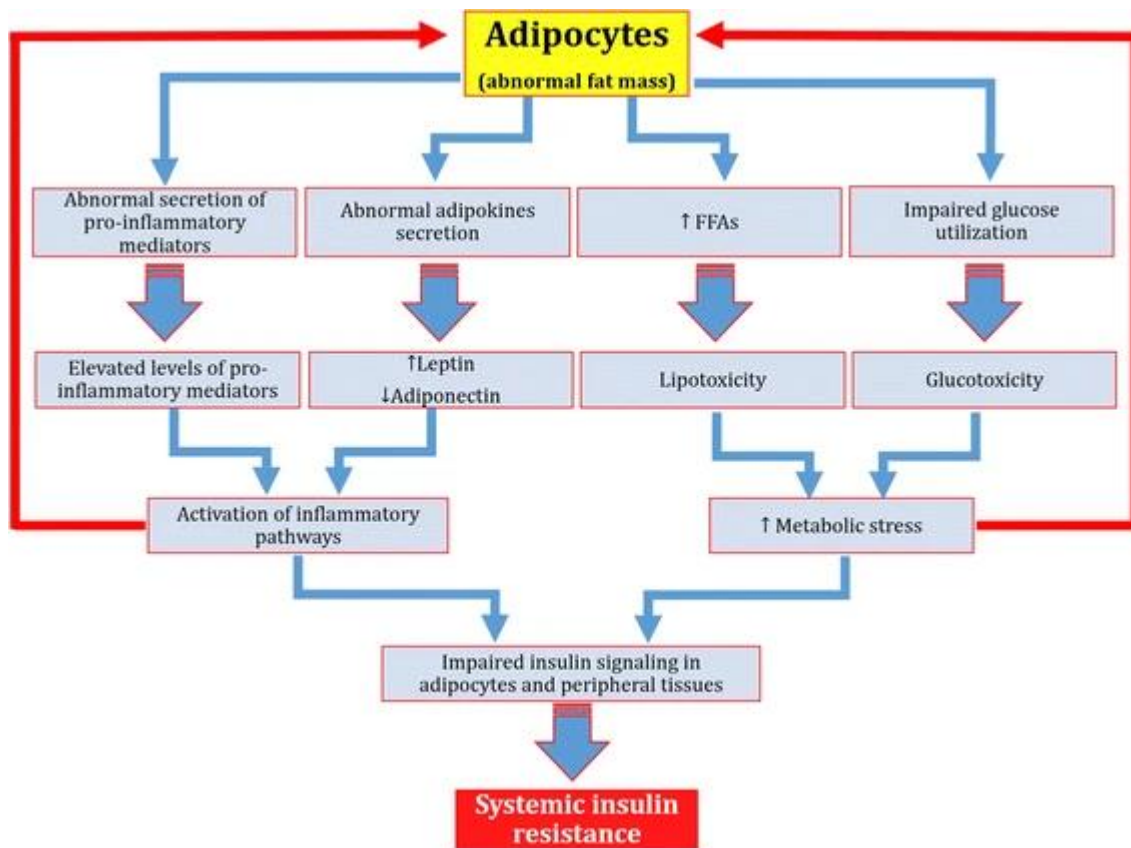 Adipocytes
(abnormal fat mass)
Abnormal secretion of
pro-inflammatory
mediators
Abnormal adipokines
secretion
↑FFAs
Impaired glucose
utilization
Elevated levels of pro-
inflammatory mediators
↑Leptin
↓Adiponectin
Lipotoxicity
Glucotoxicity
Activation of inflammatory
pathways
↑ Metabolic stress
Impaired insulin signaling in
adipocytes and peripheral tissues
Systemic insulin
resistance